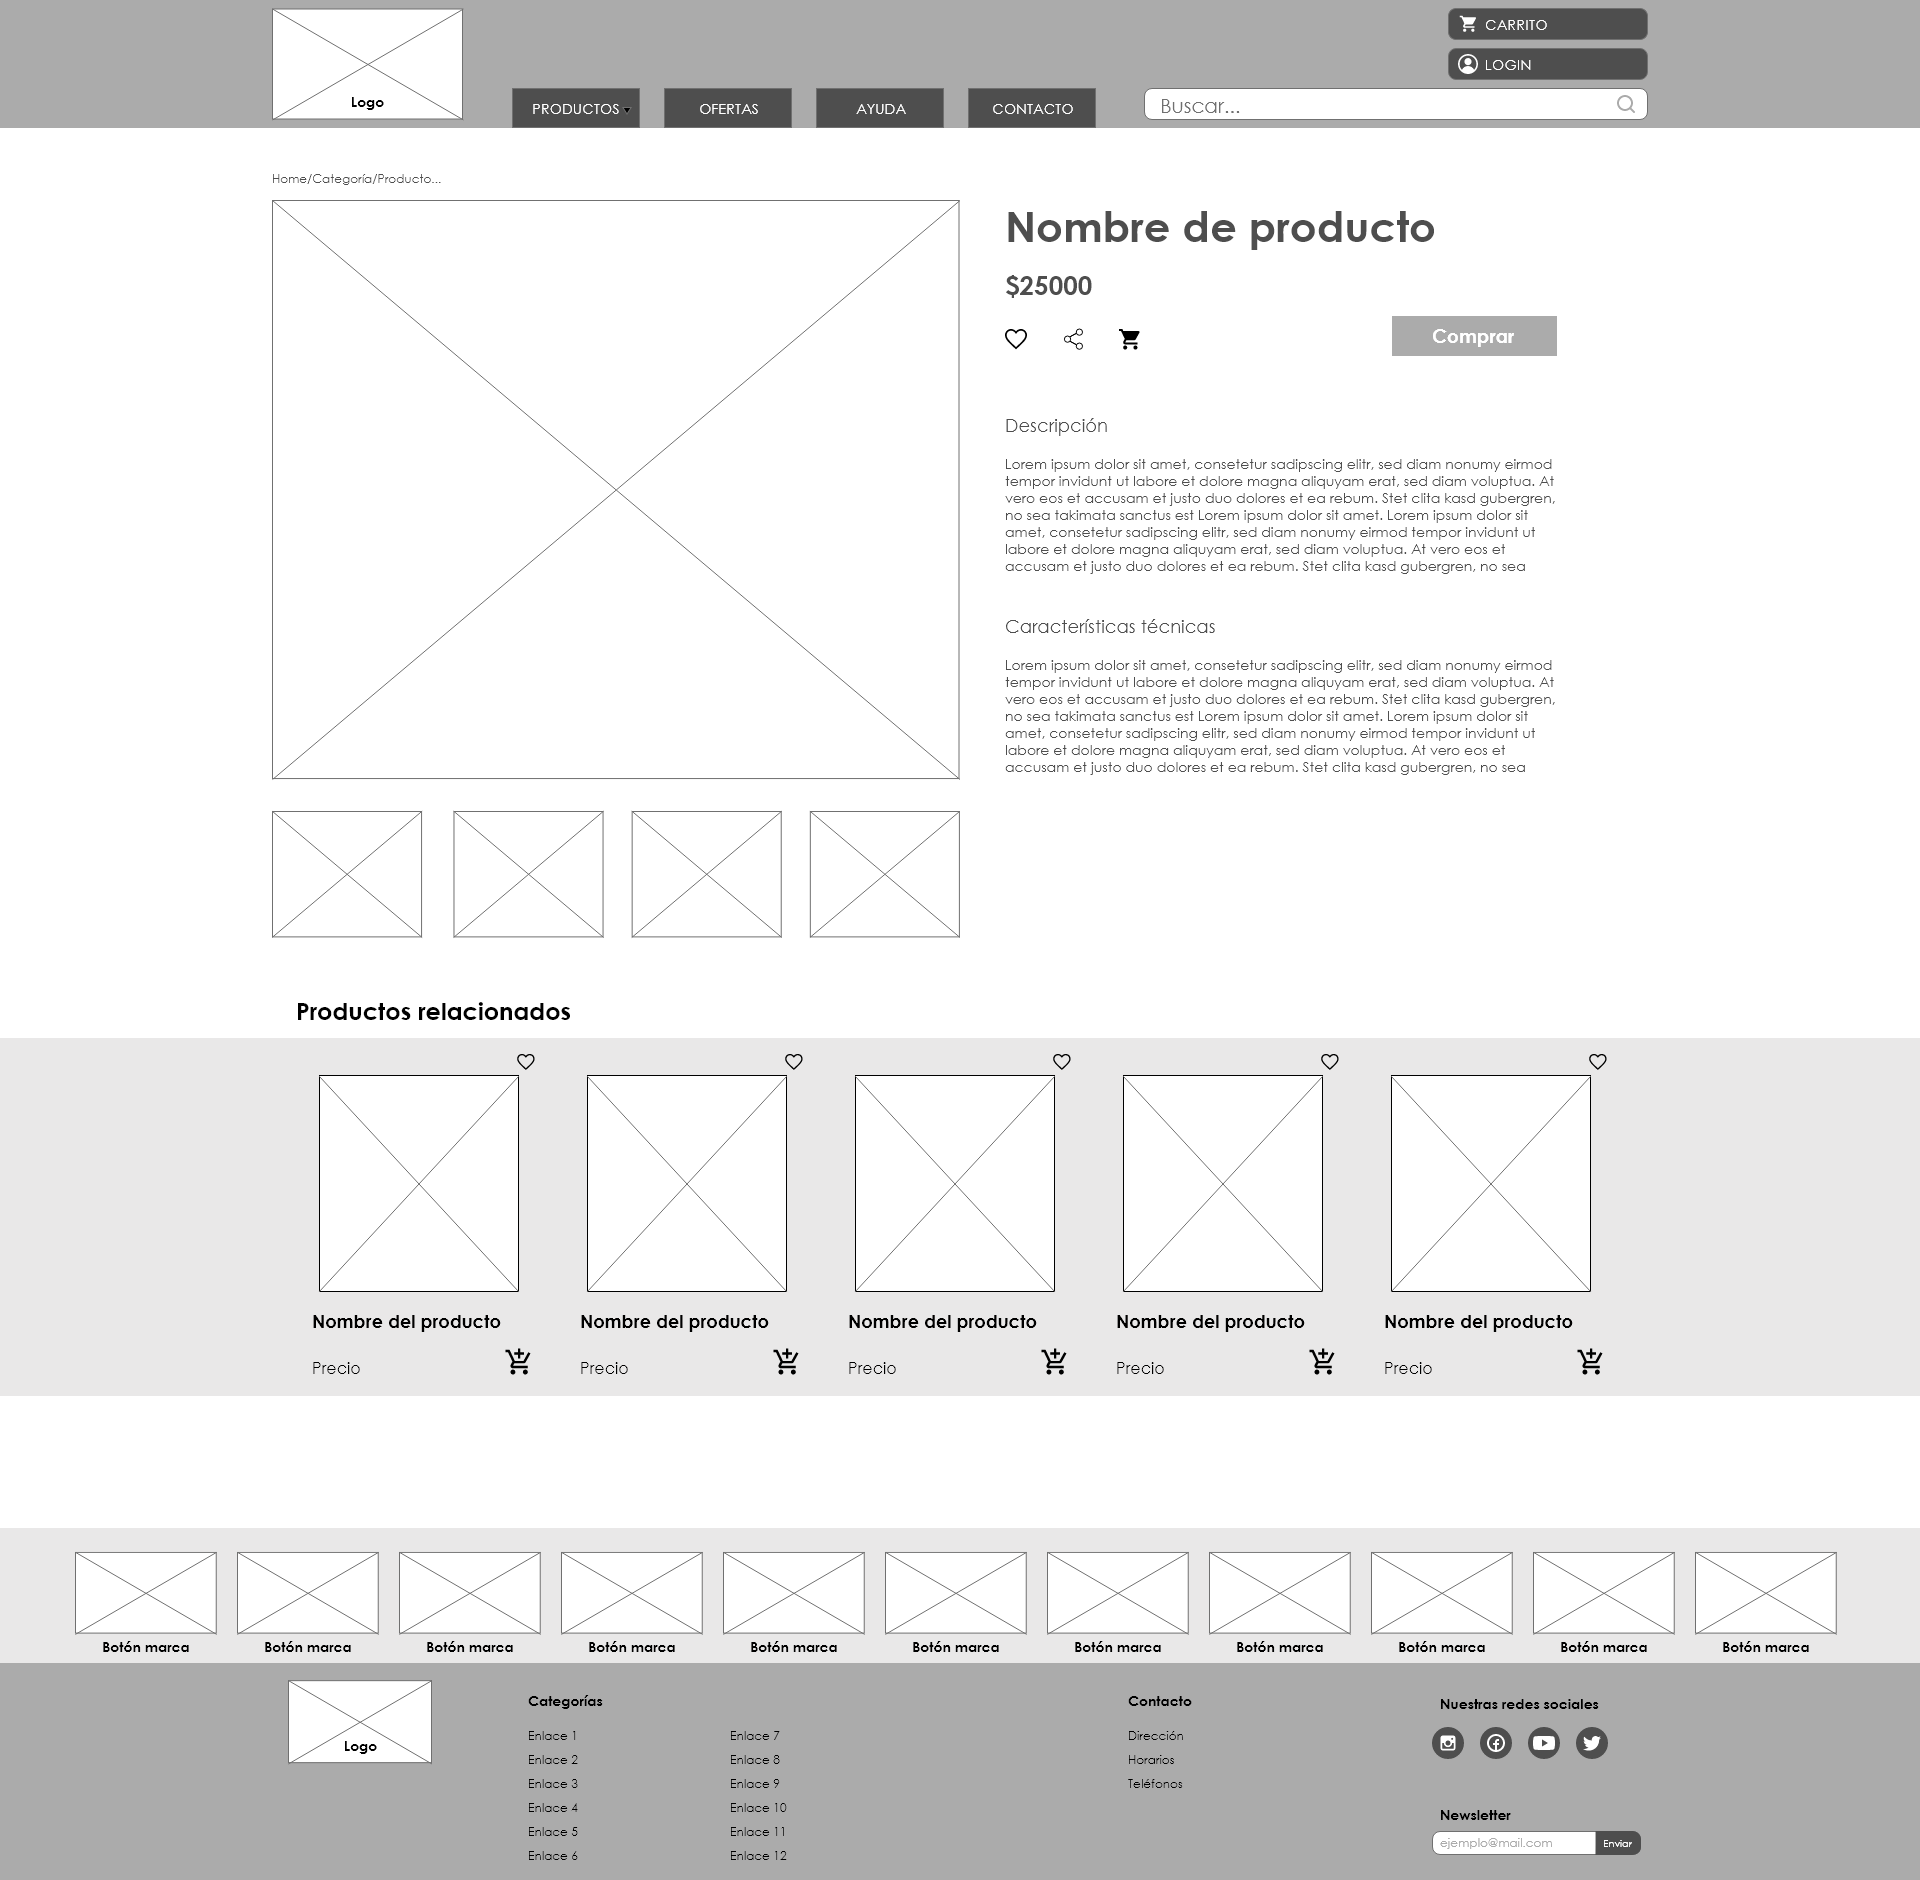 Logo
CARRITO
LOGIN
PRODUCTOS
OFERTAS
AYUDA
CONTACTO
Buscar...
Home/Categoría/Producto...
Nombre de producto
$25000
Comprar
Descripción
Lorem ipsum dolor sit amet, consetetur sadipscing elitr, sed diam nonumy eirmod
tempor invidunt ut labore et dolore magna aliquyam erat, sed diam voluptua. At
vero eos et accusam et justo duo dolores et ea rebum. Stet clita kasd gubergren,
no sea takimata sanctus est Lorem ipsum dolor sit amet. Lorem ipsum dolor sit
amet, consetetur sadipscing elitr, sed diam nonumy eirmod tempor invidunt ut
labore et dolore magna aliquyam erat, sed diam voluptua. At vero eos et
accusam et justo duo dolores et ea rebum. Stet clita kasd gubergren, no sea
Características técnicas
Lorem ipsum dolor sit amet, consetetur sadipscing elitr, sed diam nonumy eirmod
tempor invidunt ut labore et dolore magna aliquyam erat, sed diam voluptua. At
vero eos et accusam et justo duo dolores et ea rebum. Stet clita kasd gubergren,
no sea takimata sanctus est Lorem ipsum dolor sit amet. Lorem ipsum dolor sit
amet, consetetur sadipscing elitr, sed diam nonumy eirmod tempor invidunt ut
labore et dolore magna aliquyam erat, sed diam voluptua. At vero eos et
accusam et justo duo dolores et ea rebum. Stet clita kasd gubergren, no sea
Productos relacionados
Nombre del producto
Precio
Nombre del producto
Precio
Nombre del producto
Precio
Nombre del producto
Precio
Nombre del producto
Precio
Botón marca
Botón marca
Botón marca
Botón marca
Botón marca
Botón marca
Botón marca
Botón marca
Botón marca
Botón marca
Botón marca
Logo
Categorías
Enlace 1
Enlace 2
Enlace 3
Enlace 4
Enlace 5
Enlace 6
Enlace 7
Enlace 8
Enlace 9
Enlace 10
Enlace 11
Enlace 12
Contacto
Dirección
Horarios
Teléfonos
Nuestras redes sociales
Newsletter
ejemplo@mail.com
Enviar